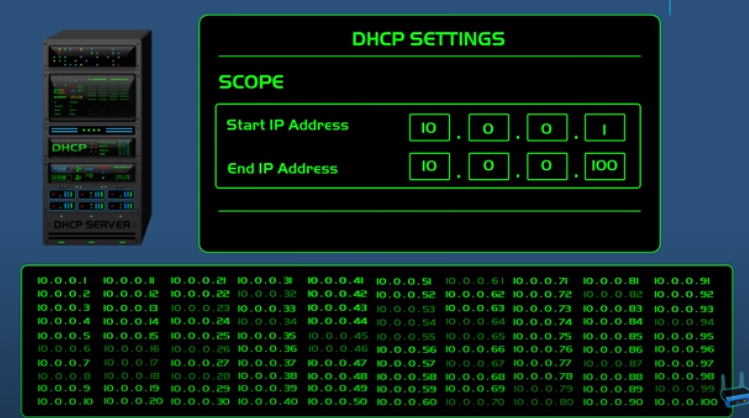 DHCP SETTINGS
SCOPE
Start IP Address 10 . 0 . 0 . 1
End IP Address 10 . 0 . 0 . 100
DHCP
DHCP SERVER
10.0.0.1 10.0.0.11 10.0.0.21 10.0.0.31 10.0.0.41 10.0.0.51 10.0.0.61 10.0.0.71 10.0.0.81 10.0.0.91
10.0.0.2 10.0.0.12 10.0.0.22 10.0.0.32 10.0.0.42 10.0.0.52 10.0.0.62 10.0.0.72 10.0.0.82 10.0.0.92
10.0.0.3 10.0.0.13 10.0.0.23 10.0.0.33 10.0.0.43 10.0.0.53 10.0.0.63 10.0.0.73 10.0.0.83 10.0.0.93
10.0.0.4 10.0.0.14 10.0.0.24 10.0.0.34 10.0.0.44 10.0.0.54 10.0.0.64 10.0.0.74 10.0.0.84 10.0.0.94
10.0.0.5 10.0.0.15 10.0.0.25 10.0.0.35 10.0.0.45 10.0.0.55 10.0.0.65 10.0.0.75 10.0.0.85 10.0.0.95
10.0.0.6 10.0.0.16 10.0.0.26 10.0.0.36 10.0.0.46 10.0.0.56 10.0.0.66 10.0.0.76 10.0.0.86 10.0.0.96
10.0.0.7 10.0.0.17 10.0.0.27 10.0.0.37 10.0.0.47 10.0.0.57 10.0.0.67 10.0.0.77 10.0.0.87 10.0.0.97
10.0.0.8 10.0.0.18 10.0.0.28 10.0.0.38 10.0.0.48 10.0.0.58 10.0.0.68 10.0.0.78 10.0.0.88 10.0.0.98
10.0.0.9 10.0.0.19 10.0.0.29 10.0.0.39 10.0.0.49 10.0.0.59 10.0.0.69 10.0.0.79 10.0.0.89 10.0.0.99
10.0.0.10 10.0.0.20 10.0.0.30 10.0.0.40 10.0.0.50 10.0.0.60 10.0.0.70 10.0.0.80 10.0.0.90 10.0.0.100